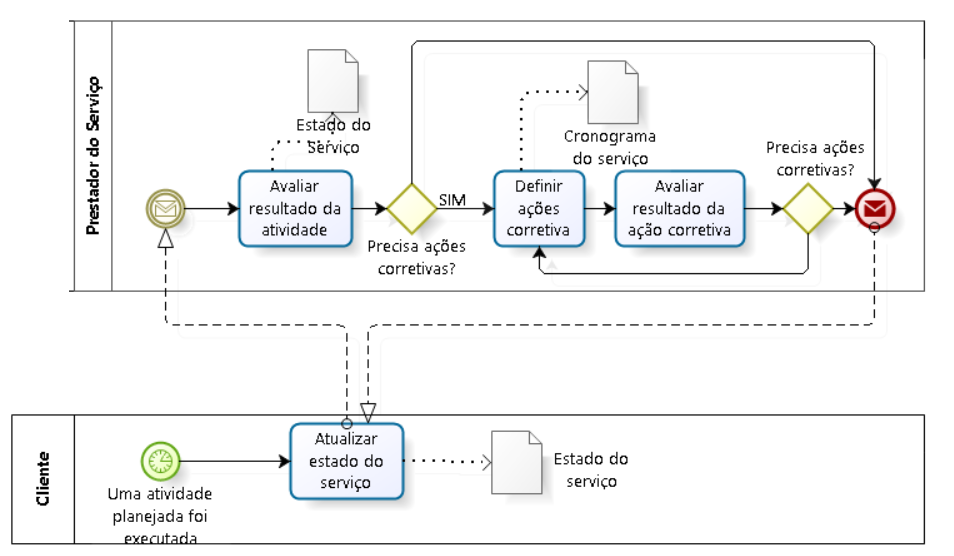 Prestador do Serviço
Estado do
Serviço
Avaliar
resultado da
atividade
Precisa ações
corretivas?
SIM
Cronograma
do serviço
Definir
ações
corretiva
Avaliar
resultado da
ação corretiva
Precisa ações
corretivas?
Cliente
Uma atividade
planejada foi
executada
Atualizar
estado do
serviço
Estado do
serviço